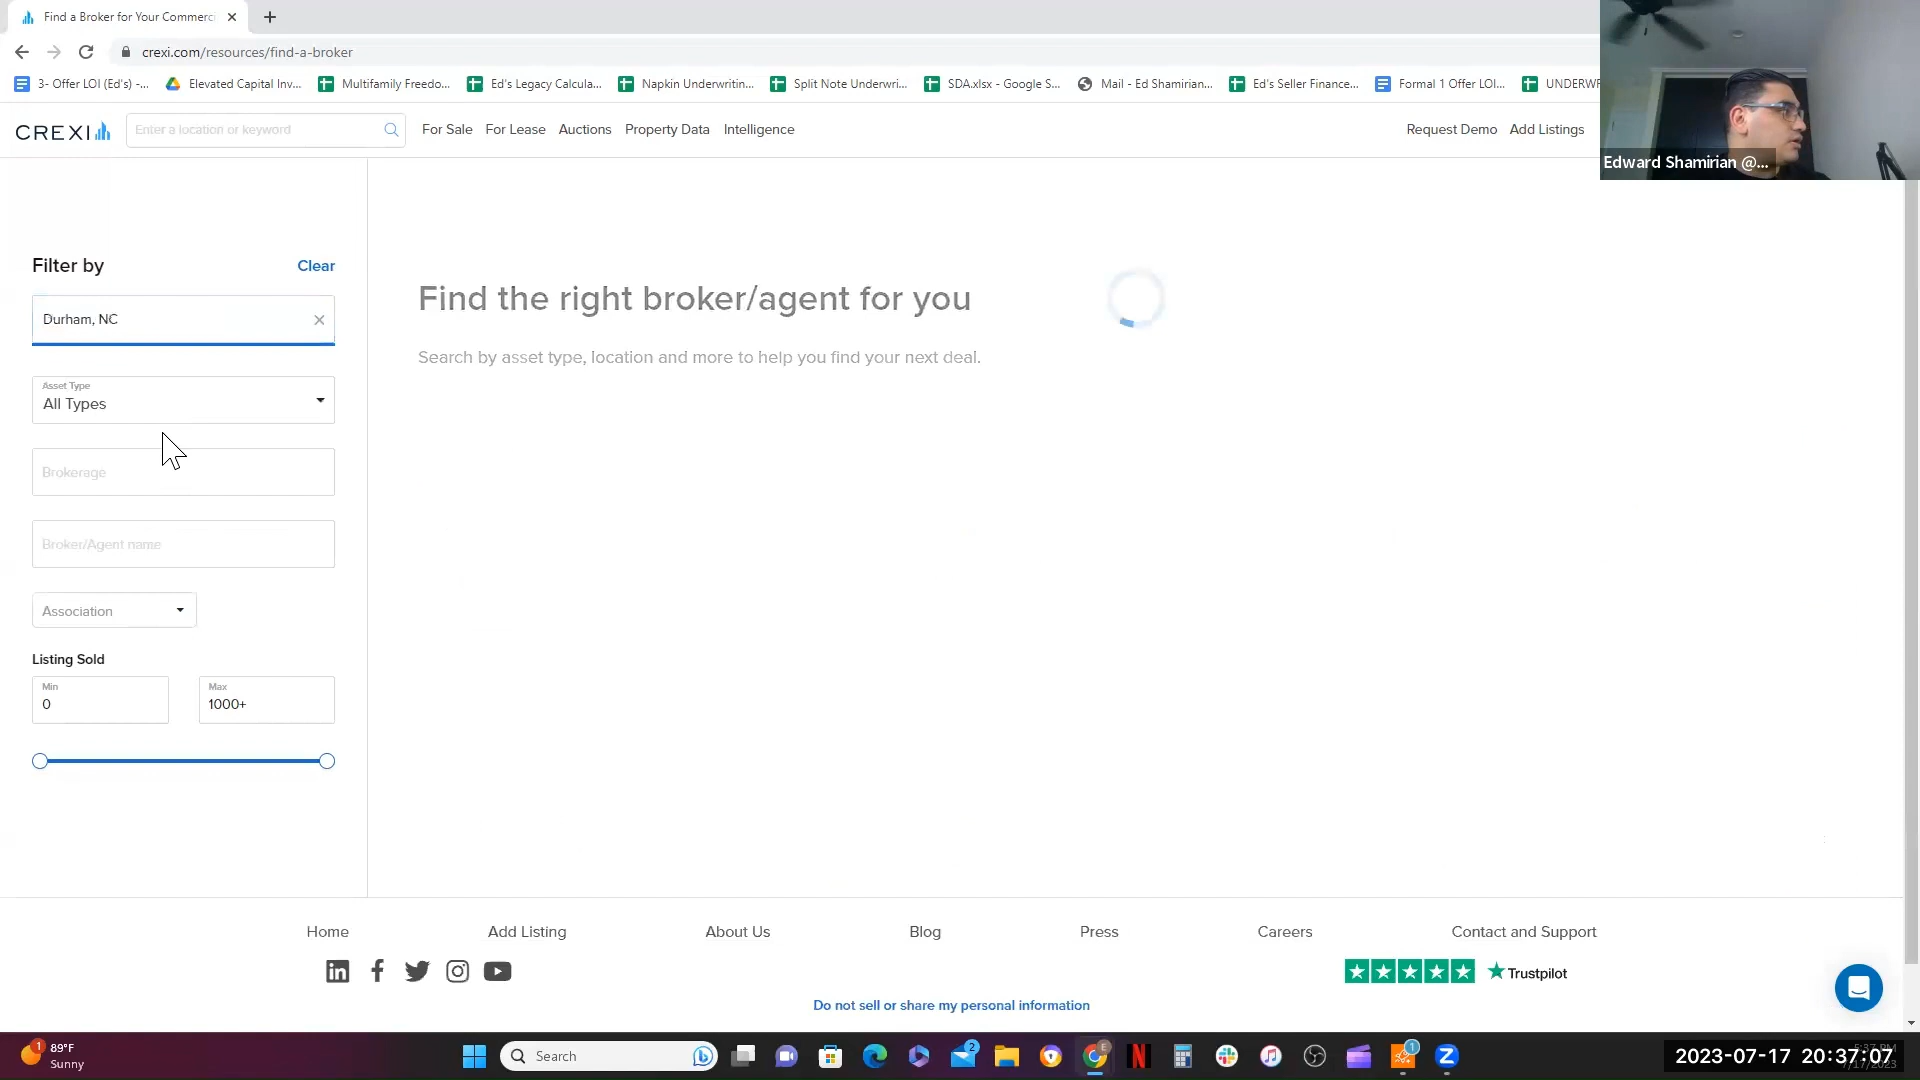 Find a Broker for Your Commerc
crexi.com/resources/find-a-broker
3- Offer LOI (Ed's) -... Elevated Capital Inv... Multifamily Freedo... Ed's Legacy Calcula... Napkin Underwritin... Split Note Underwri... SDA.xlsx - Google S... Mail - Ed Shamirian... Ed's Seller Finance... Formal 1 Offer LOI... UNDERW
CREXI Enter a location or keyword For Sale For Lease Auctions Property Data Intelligence Request Demo Add Listings
Edward Shamirian @...
Filter by Clear
Durham, NC
Asset Type
All Types
Brokerage
Broker/Agent name
Association
Listing Sold
Min Max
0 1000+
Find the right broker/agent for you
Search by asset type, location and more to help you find your next deal.
Home Add Listing About Us Blog Press Careers Contact and Support
Trustpilot
Do not sell or share my personal information
1 89°F
Sunny
Search
2
E
1
2023-07-17 20:37:07